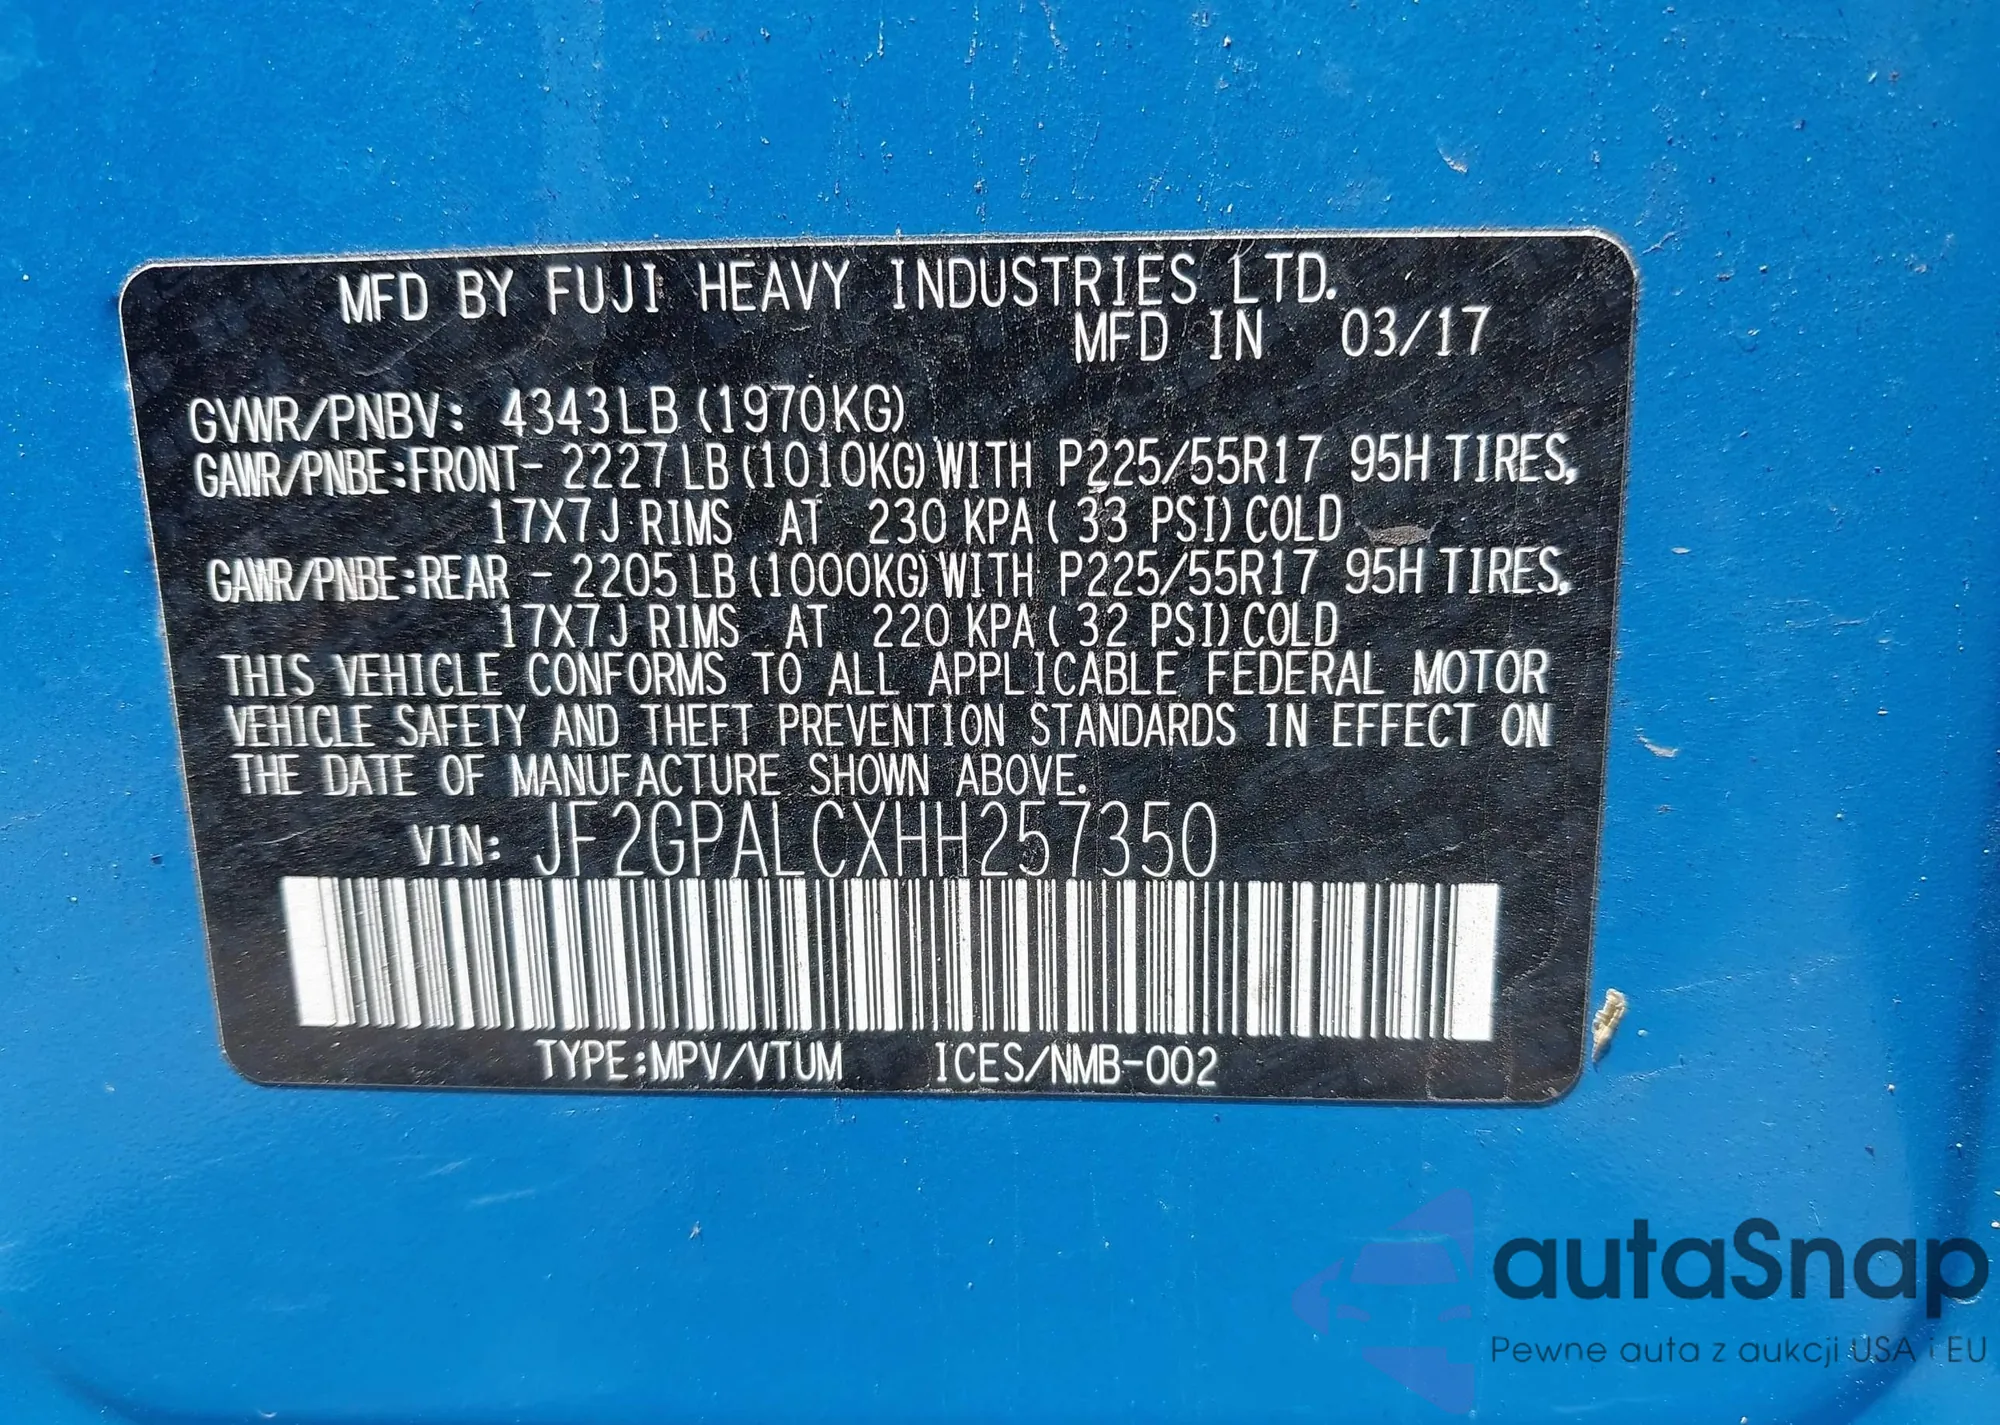 MFD BY FUJI HEAVY INDUSTRIES LTD.
MFD IN 03/17
GVWR/PNBV: 4343LB(1970KG)
GAWR/PNBE:FRONT- 2227LB(1010KG)WITH P225/55R17 95H TIRES,
17X7J RIMS AT 230 KPA( 33 PSI)COLD
GAWR/PNBE:REAR - 2205LB(1000KG)WITH P225/55R17 95H TIRES,
17X7J RIMS AT 220 KPA( 32 PSI)COLD
THIS VEHICLE CONFORMS TO ALL APPLICABLE FEDERAL MOTOR
VEHICLE SAFETY AND THEFT PREVENTION STANDARDS IN EFFECT ON
THE DATE OF MANUFACTURE SHOWN ABOVE.
VIN: JF2GPALCXHH257350
TYPE:MPV/VTUM ICES/NMB-002
autaSnap
Pewne auta z aukcji USA i EU